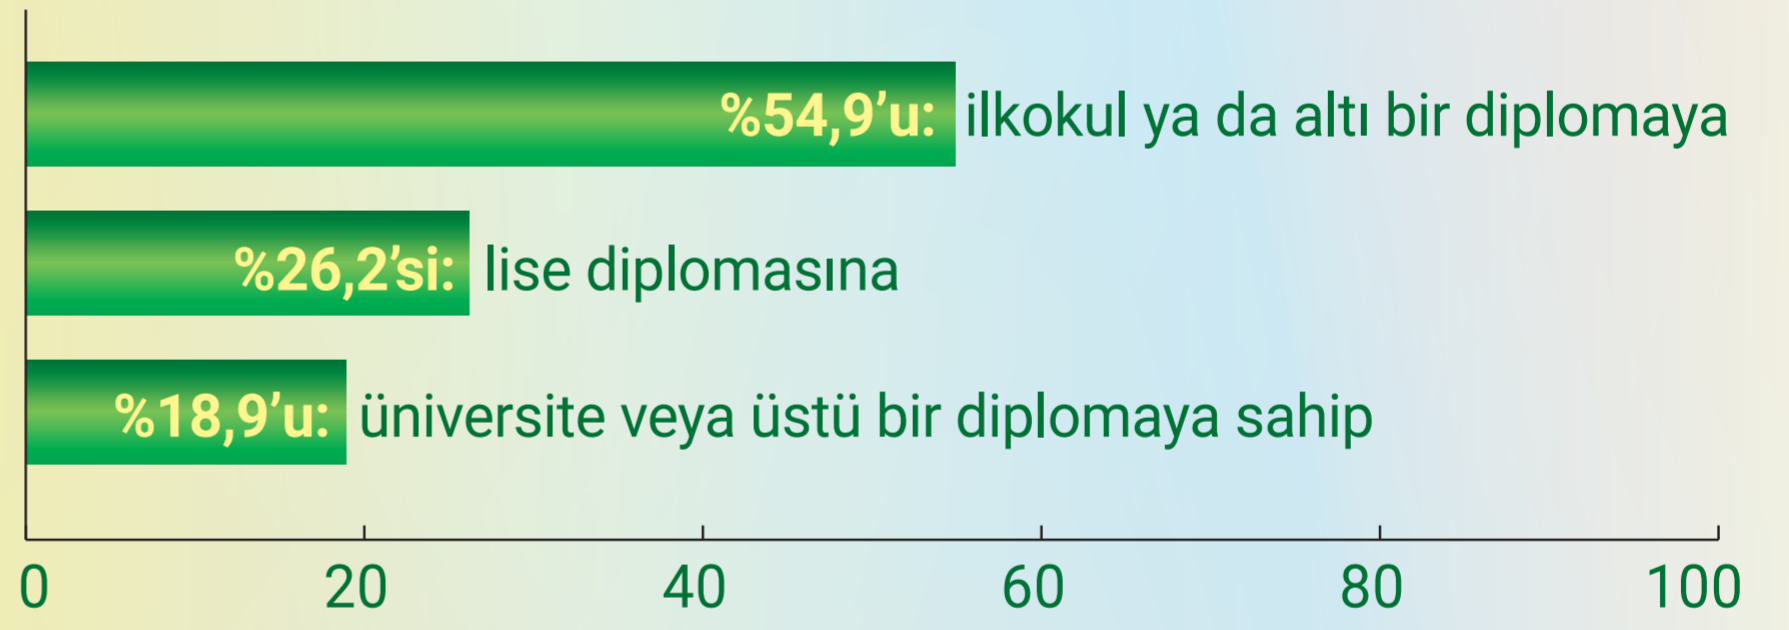 %54,9’u: ilkokul ya da altı bir diplomaya
%26,2’si: lise diplomasına
%18,9’u: üniversite veya üstü bir diplomaya sahip
0 20 40 60 80 100